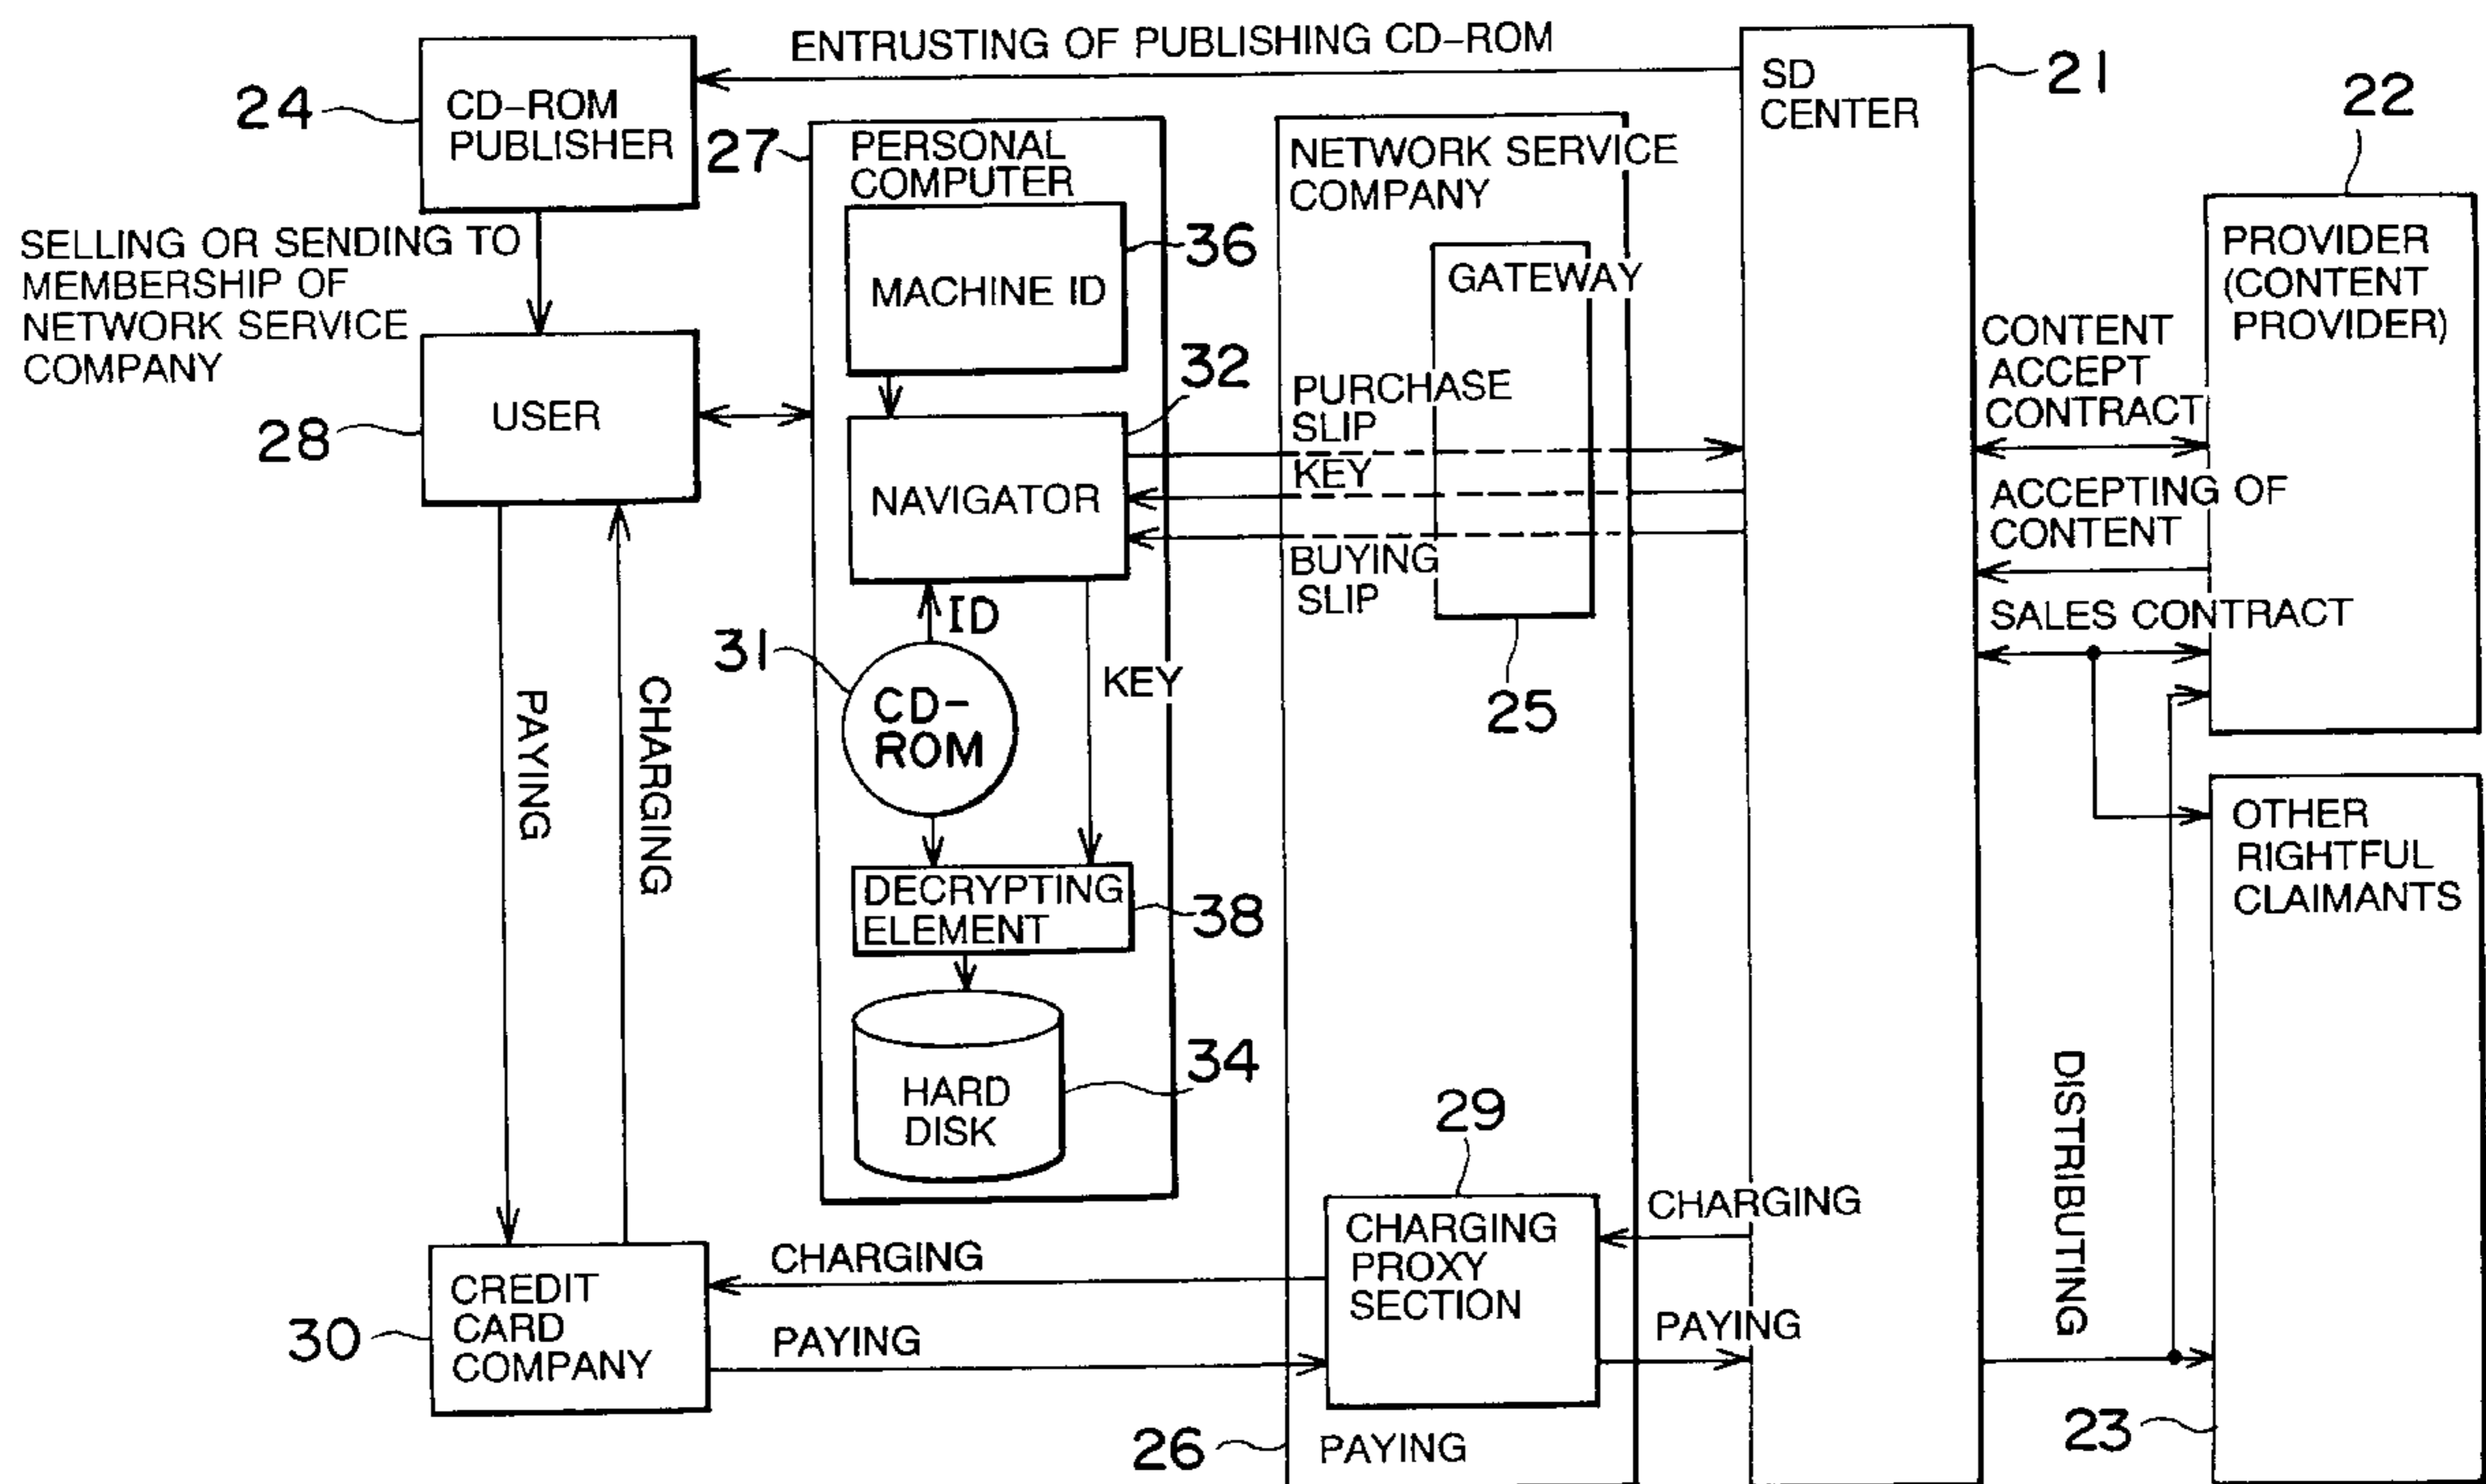 ENTRUSTING OF PUBLISHING CD-ROM
24
CD-ROM
PUBLISHER
SELLING OR SENDING TO
MEMBERSHIP OF
NETWORK SERVICE
COMPANY
28
USER
PAYING
CHARGING
30
CREDIT
CARD
COMPANY
27
PERSONAL
COMPUTER
36
MACHINE ID
32
NAVIGATOR
ID
31
CD-
ROM
KEY
DECRYPTING
ELEMENT
38
HARD
DISK
34
CHARGING
PAYING
NETWORK SERVICE
COMPANY
GATEWAY
PURCHASE
SLIP
KEY
BUYING
SLIP
25
29
CHARGING
PROXY
SECTION
26
PAYING
CHARGING
PAYING
SD
CENTER
21
22
PROVIDER
(CONTENT
PROVIDER)
CONTENT
ACCEPT
CONTRACT
ACCEPTING OF
CONTENT
SALES CONTRACT
OTHER
RIGHTFUL
CLAIMANTS
DISTRIBUTING
23